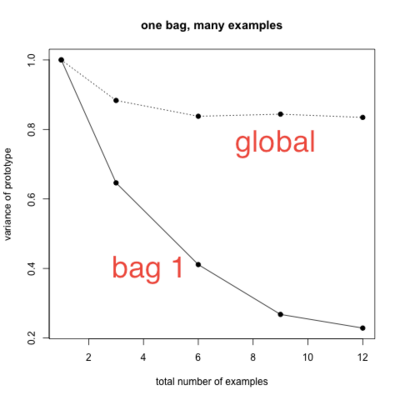 one bag, many examples
variance of prototype
1.0
0.8
0.6
0.4
0.2
global
bag 1
2 4 6 8 10 12
total number of examples